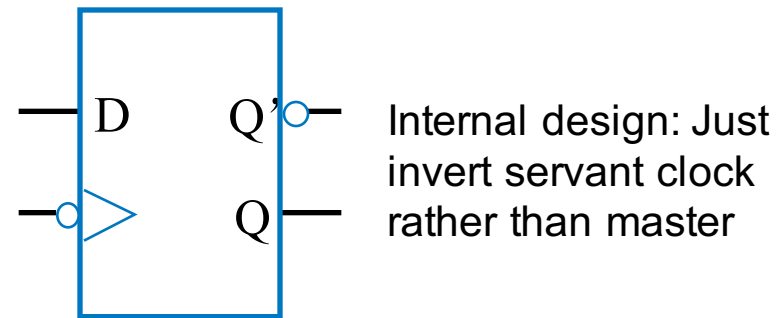 D
Q’
Q
Internal design: Just
invert servant clock
rather than master